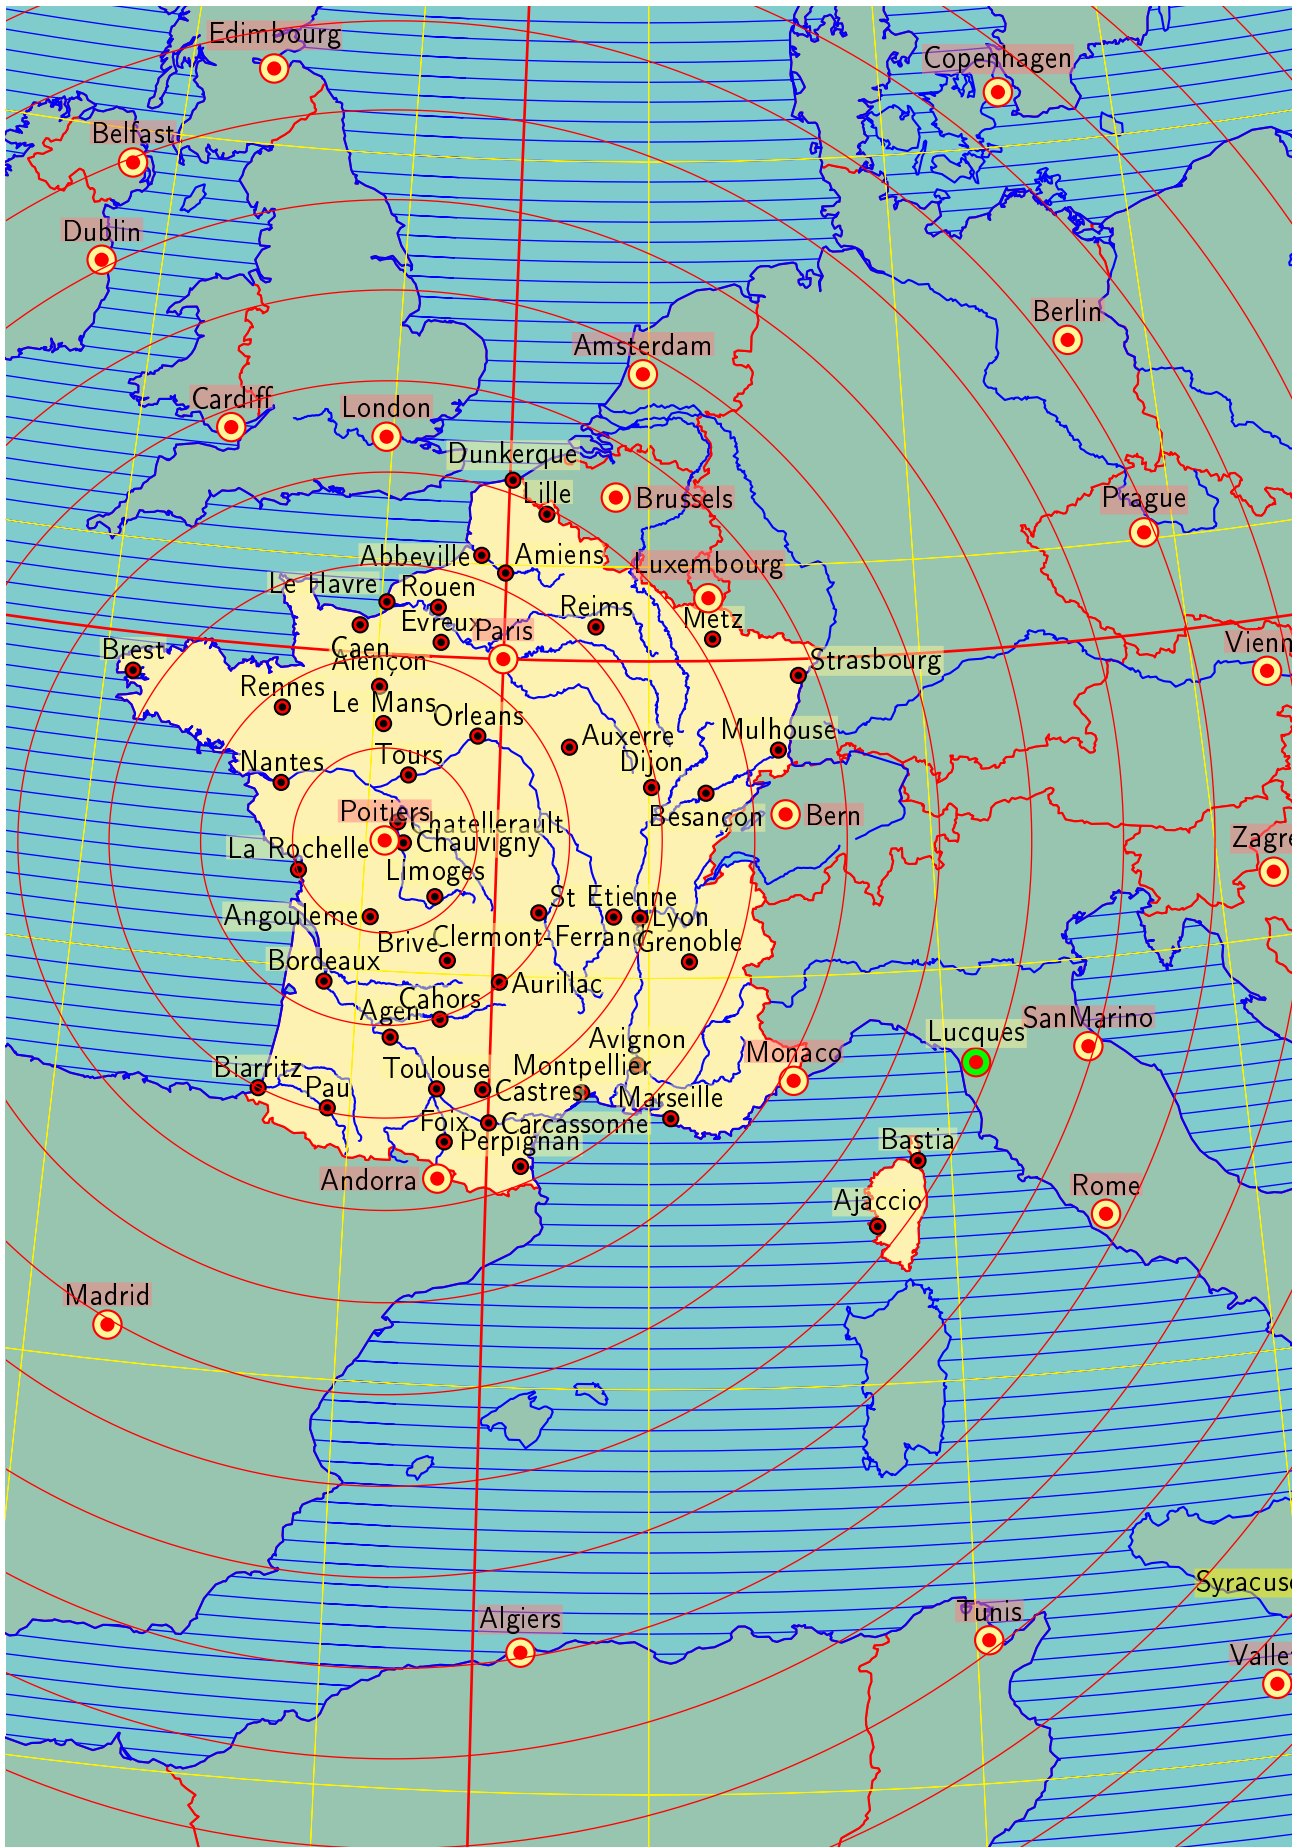 Edimbourg
Copenhagen
Belfast
Dublin
Berlin
Amsterdam
Cardiff
London
Dunkerque
Lille
Brussels
Prague
Abbeville
Amiens
Luxembourg
Le Havre
Rouen
Reims
Metz
Evreux
Paris
Caen
Brest
Vienn
Alençon
Strasbourg
Rennes
Le Mans
Orleans
Auxerre
Mulhouse
Nantes
Tours
Dijon
Poitiers
Chatellerault
Besançon
Bern
Chauvigny
La Rochelle
Zagre
Limoges
St Etienne
Angouleme
Lyon
Brive
Clermont-Ferrand
Grenoble
Bordeaux
Aurillac
Cahors
Agen
SanMarino
Lucques
Avignon
Monaco
Biarritz
Toulouse
Montpellier
Pau
Castres
Marseille
Foix
Carcassonne
Perpignan
Bastia
Andorra
Rome
Ajaccio
Madrid
Syracuse
Algiers
Tunis
Valle